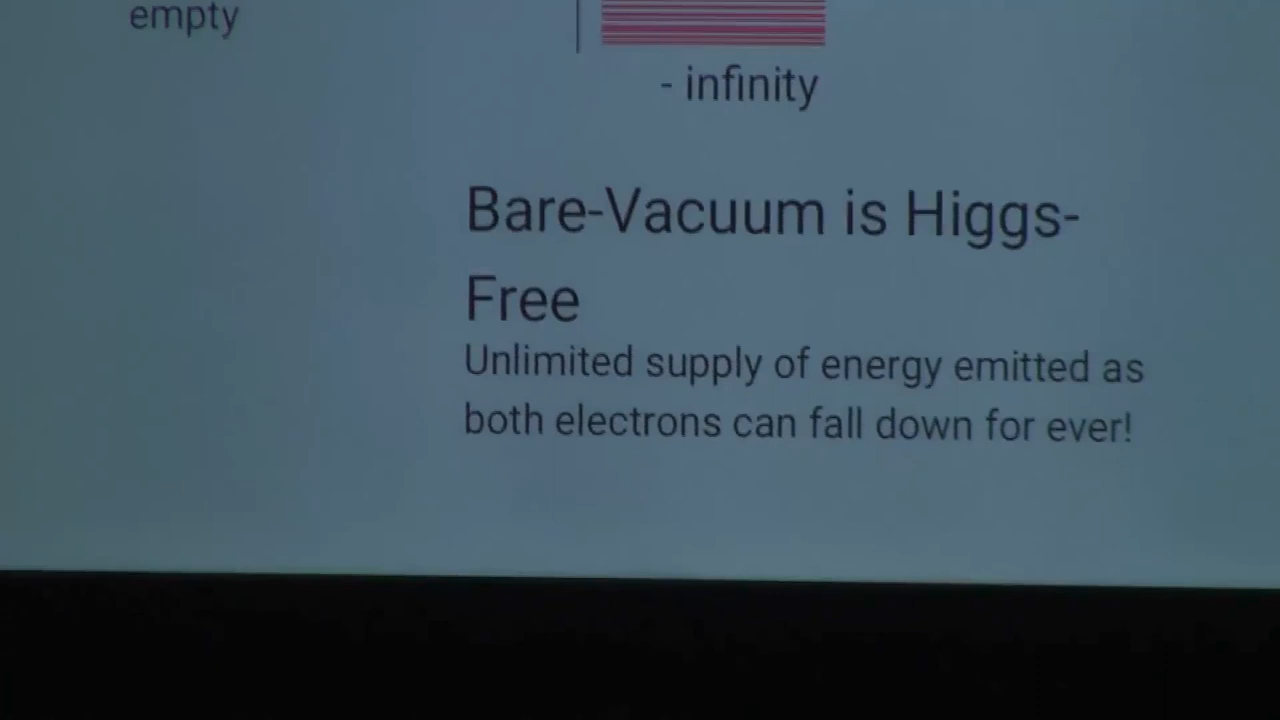 empty
- infinity
Bare-Vacuum is Higgs-
Free
Unlimited supply of energy emitted as
both electrons can fall down for ever!